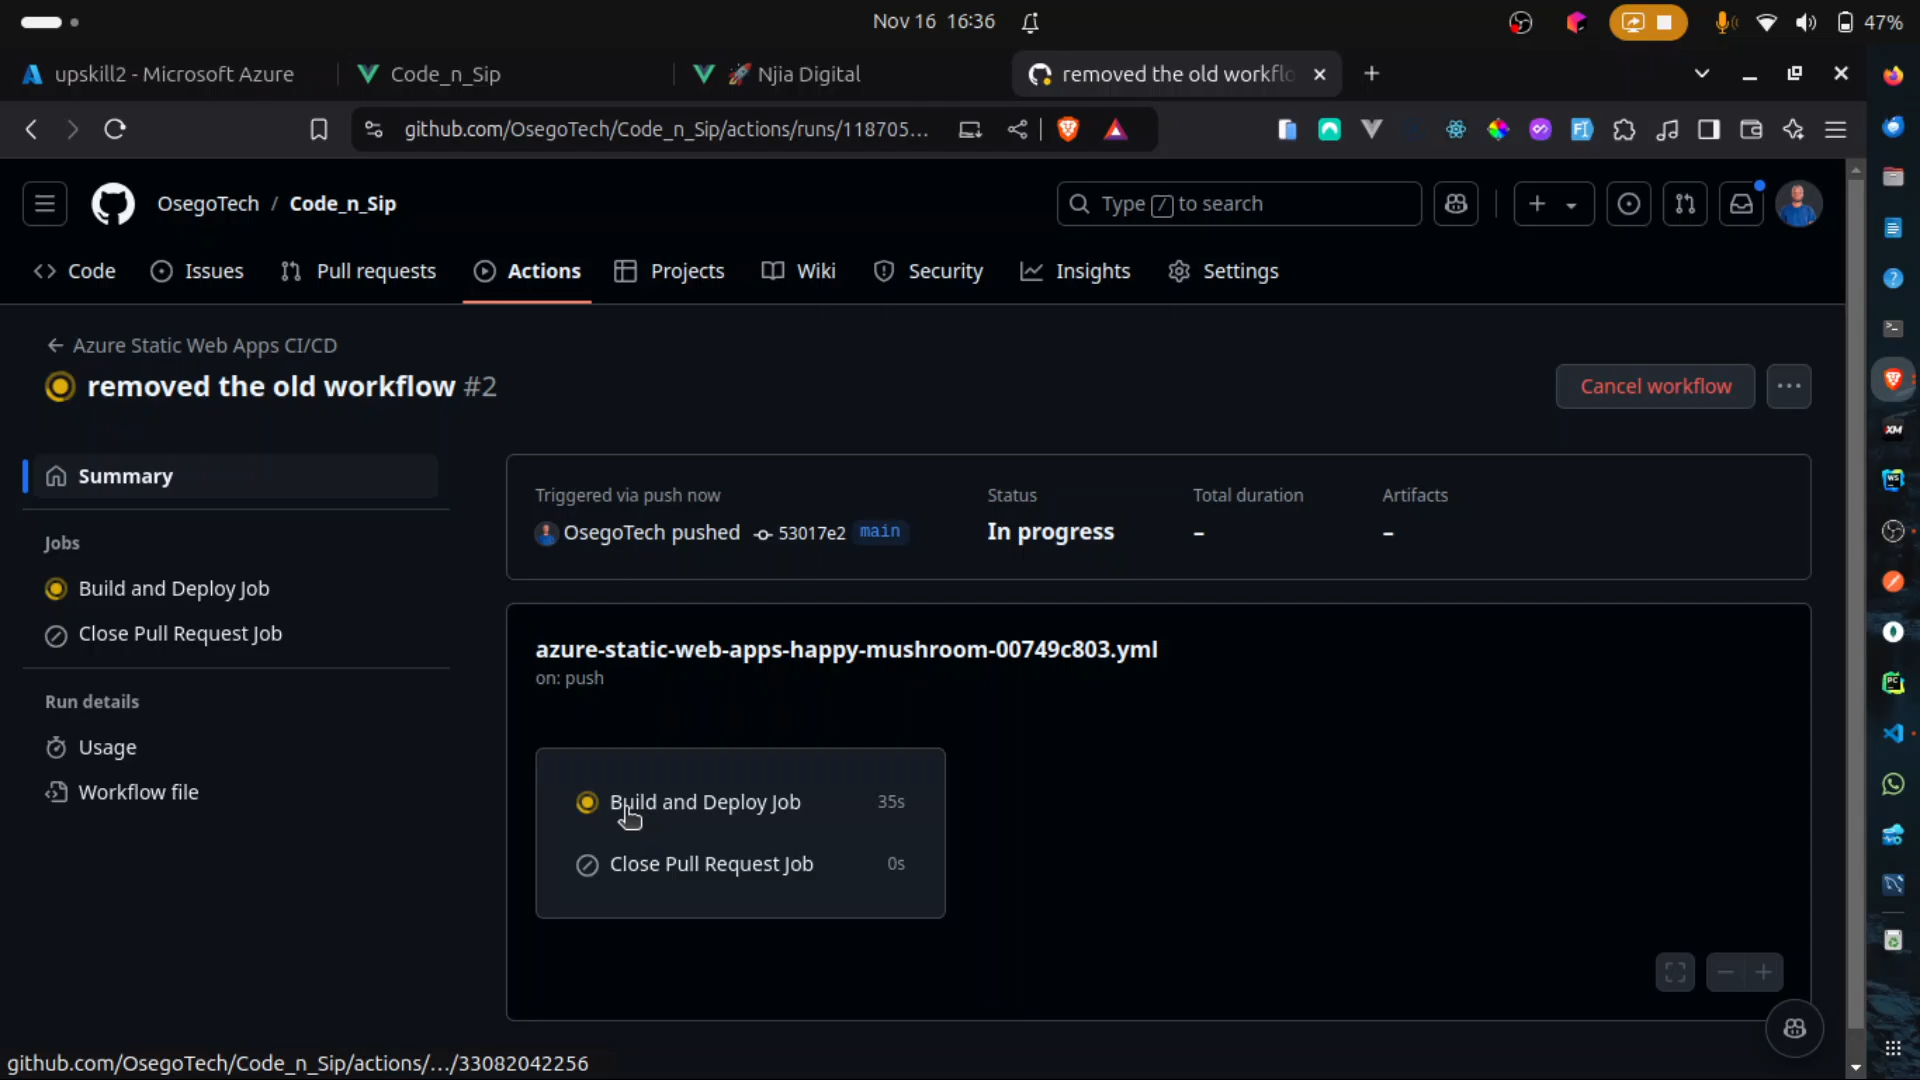 Nov 16 16:36
47%
upskill2 - Microsoft Azure
Code_n_Sip
🚀 Njia Digital
removed the old workflo
github.com/OsegoTech/Code_n_Sip/actions/runs/118705...
OsegoTech / Code_n_Sip
Type / to search
Code
Issues
Pull requests
Actions
Projects
Wiki
Security
Insights
Settings
Azure Static Web Apps CI/CD
removed the old workflow #2
Cancel workflow
Summary
Jobs
Build and Deploy Job
Close Pull Request Job
Run details
Usage
Workflow file
Triggered via push now
OsegoTech pushed 53017e2 main
Status
In progress
Total duration
–
Artifacts
–
azure-static-web-apps-happy-mushroom-00749c803.yml
on: push
Build and Deploy Job 35s
Close Pull Request Job 0s
github.com/OsegoTech/Code_n_Sip/actions/.../33082042256